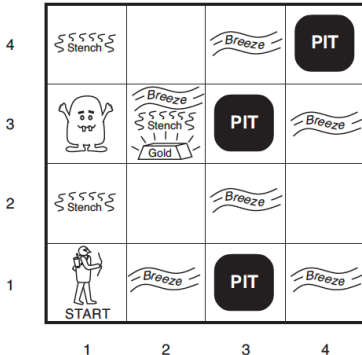 4
Stench
Breeze
PIT
3
Breeze
Stench
Gold
PIT
Breeze
2
Stench
Breeze
1
START
Breeze
PIT
Breeze
1 2 3 4